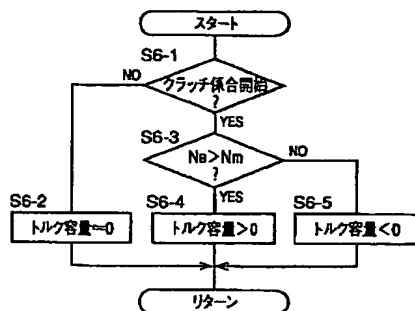 スタート
S6-1
NO
クラッチ係合開始
?
YES
S6-3
NO
NB>Nm
?
YES
S6-2
S6-4
S6-5
トルク容量=0
トルク容量>0
トルク容量<0
リターン